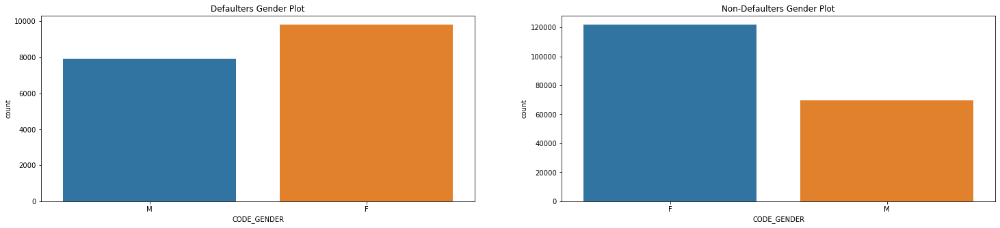 Defaulters Gender Plot
10000
8000
6000
4000
2000
0
count
M F
CODE_GENDER
Non-Defaulters Gender Plot
120000
100000
80000
60000
40000
20000
0
count
F M
CODE_GENDER